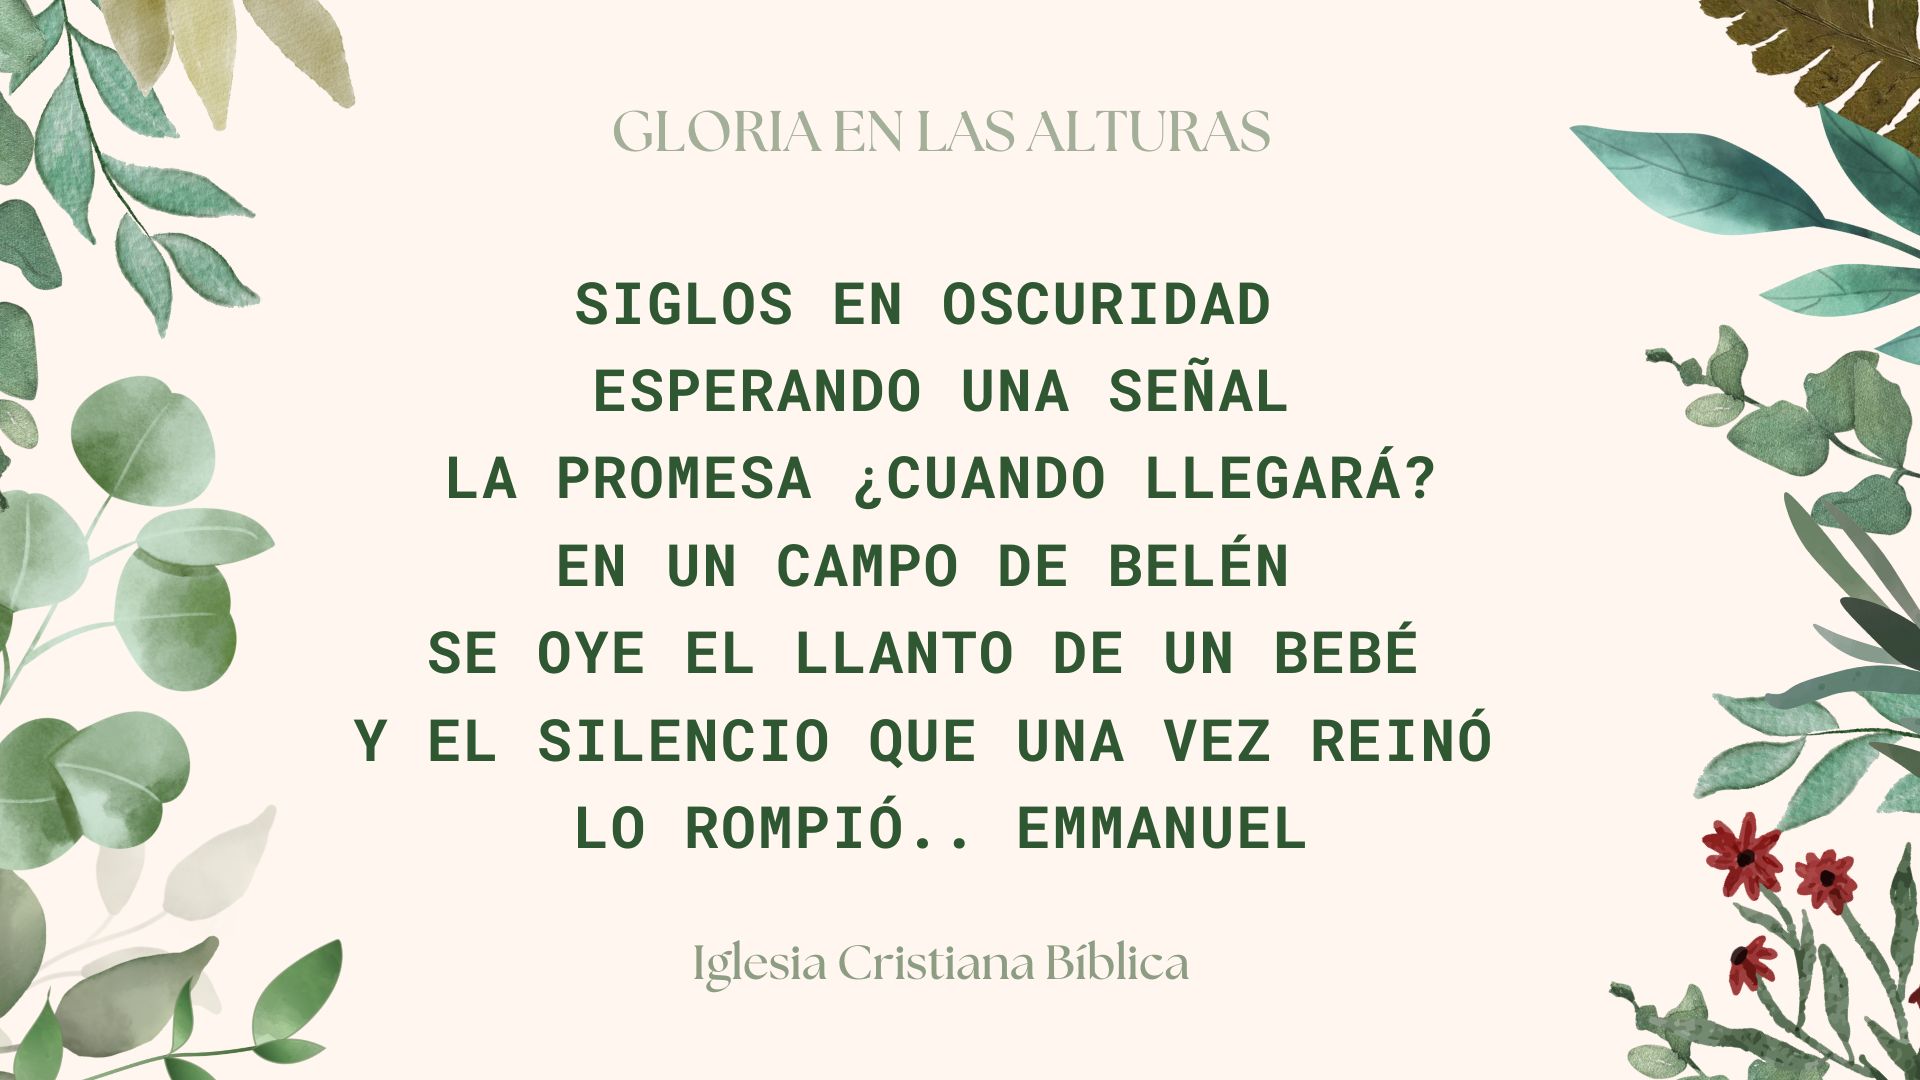 GLORIA EN LAS ALTURAS
SIGLOS EN OSCURIDAD
ESPERANDO UNA SEÑAL
LA PROMESA ¿CUANDO LLEGARÁ?
EN UN CAMPO DE BELÉN
SE OYE EL LLANTO DE UN BEBÉ
Y EL SILENCIO QUE UNA VEZ REINÓ
LO ROMPIÓ.. EMMANUEL
Iglesia Cristiana Bíblica